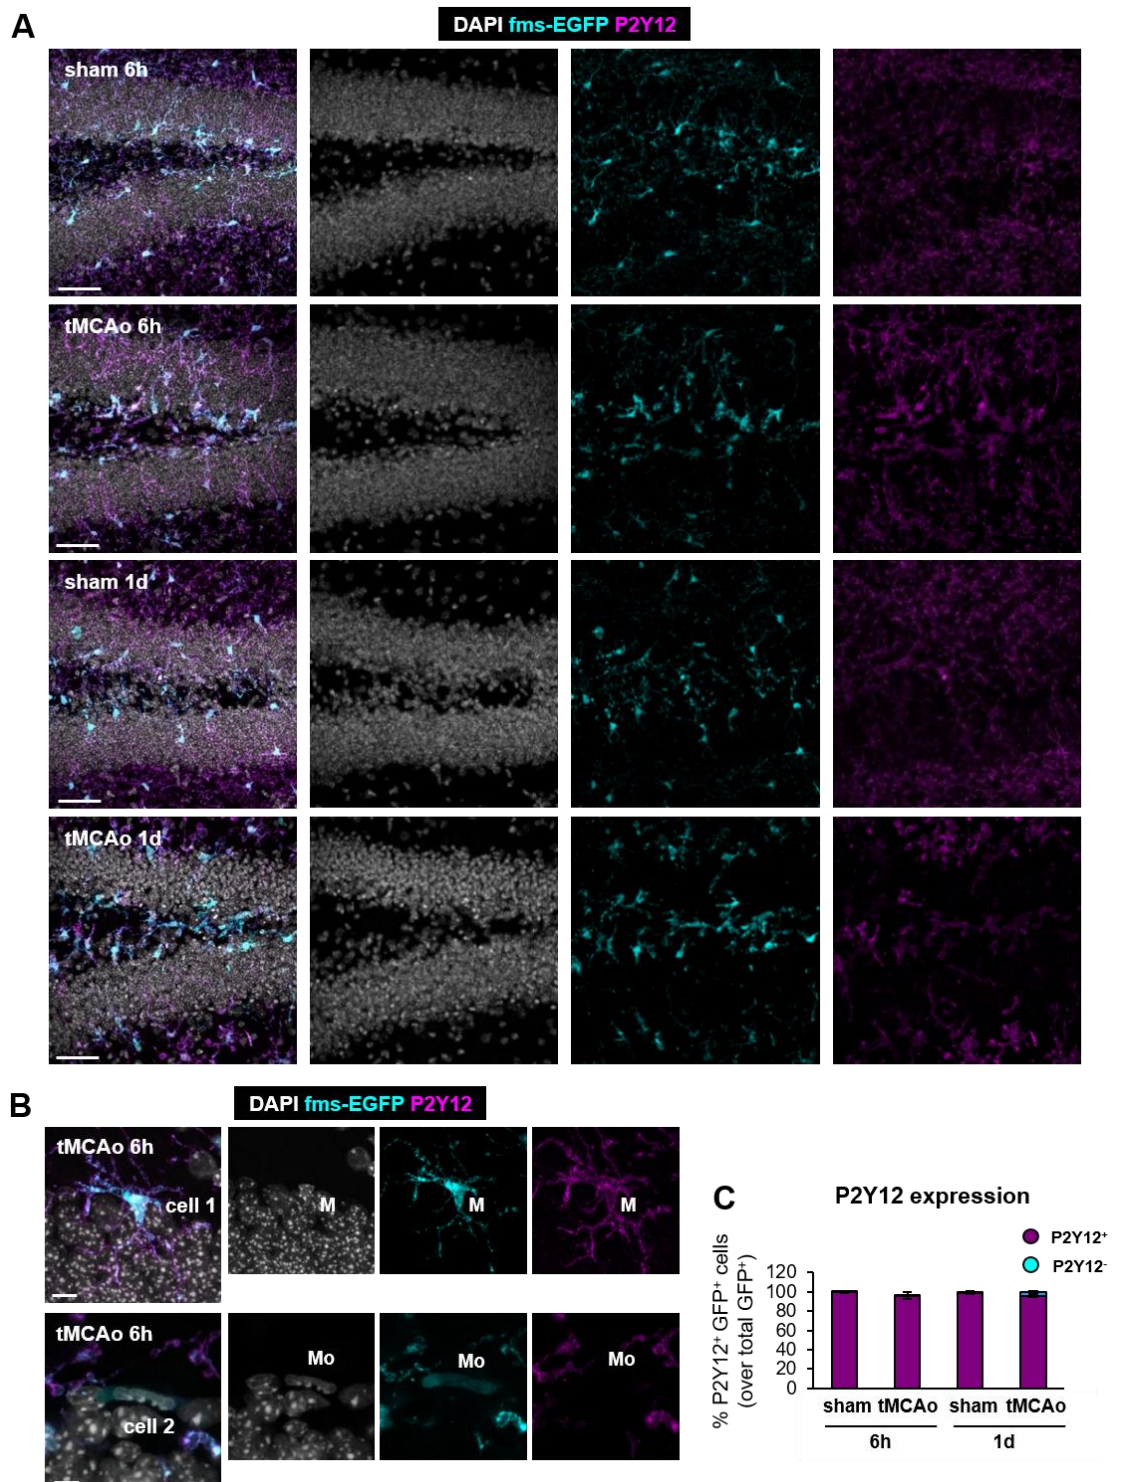 A
DAPI fms-EGFP P2Y12
sham 6h
tMCAo 6h
sham 1d
tMCAo 1d
B
DAPI fms-EGFP P2Y12
tMCAo 6h
cell 1
M
M
M
tMCAo 6h
cell 2
Mo
Mo
Mo
C
P2Y12 expression
P2Y12⁺
P2Y12⁻
% P2Y12⁺ GFP⁺ cells
(over total GFP⁺)
120
100
80
60
40
20
0
sham tMCAo sham tMCAo
6h 1d